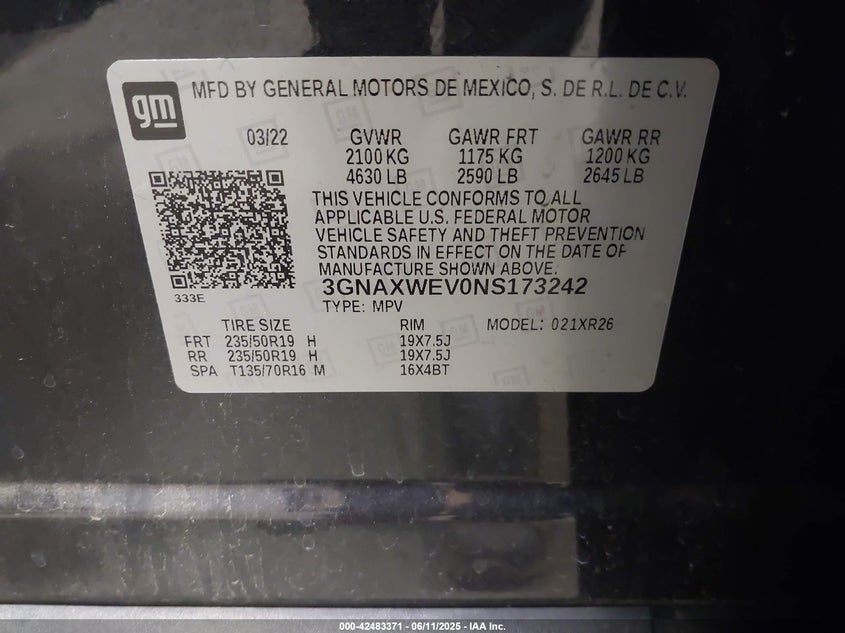 gm
MFD BY GENERAL MOTORS DE MEXICO, S. DE R.L. DE C.V.
03/22 GVWR GAWR FRT GAWR RR
2100 KG 1175 KG 1200 KG
4630 LB 2590 LB 2645 LB
THIS VEHICLE CONFORMS TO ALL
APPLICABLE U.S. FEDERAL MOTOR
VEHICLE SAFETY AND THEFT PREVENTION
STANDARDS IN EFFECT ON THE DATE OF
MANUFACTURE SHOWN ABOVE.
333E
3GNAXWEV0NS173242
TYPE: MPV
TIRE SIZE RIM MODEL: 021XR26
FRT 235/50R19 H 19X7.5J
RR 235/50R19 H 19X7.5J
SPA T135/70R16 M 16X4BT
000-42483371 - 06/11/2025 - IAA Inc.